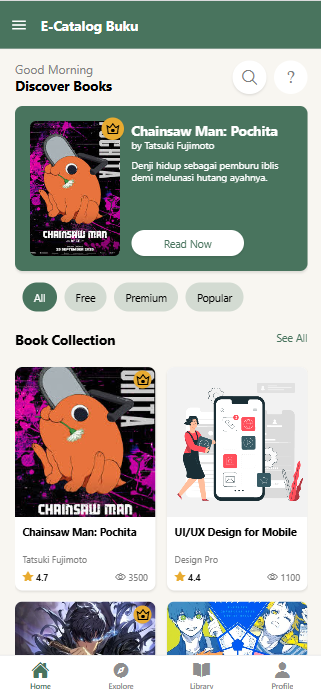 E-Catalog Buku
Good Morning
Discover Books
?
CHITA
CHAINSAW MAN
Chainsaw Man: Pochita
by Tatsuki Fujimoto
Denji hidup sebagai pemburu iblis
demi melunasi hutang ayahnya.
Read Now
All
Free
Premium
Popular
Book Collection
See All
CHITA
CHAINSAW MAN
Chainsaw Man: Pochita
Tatsuki Fujimoto
4.7
3500
UI/UX Design for Mobile
Design Pro
4.4
1100
Home
Explore
Library
Profile